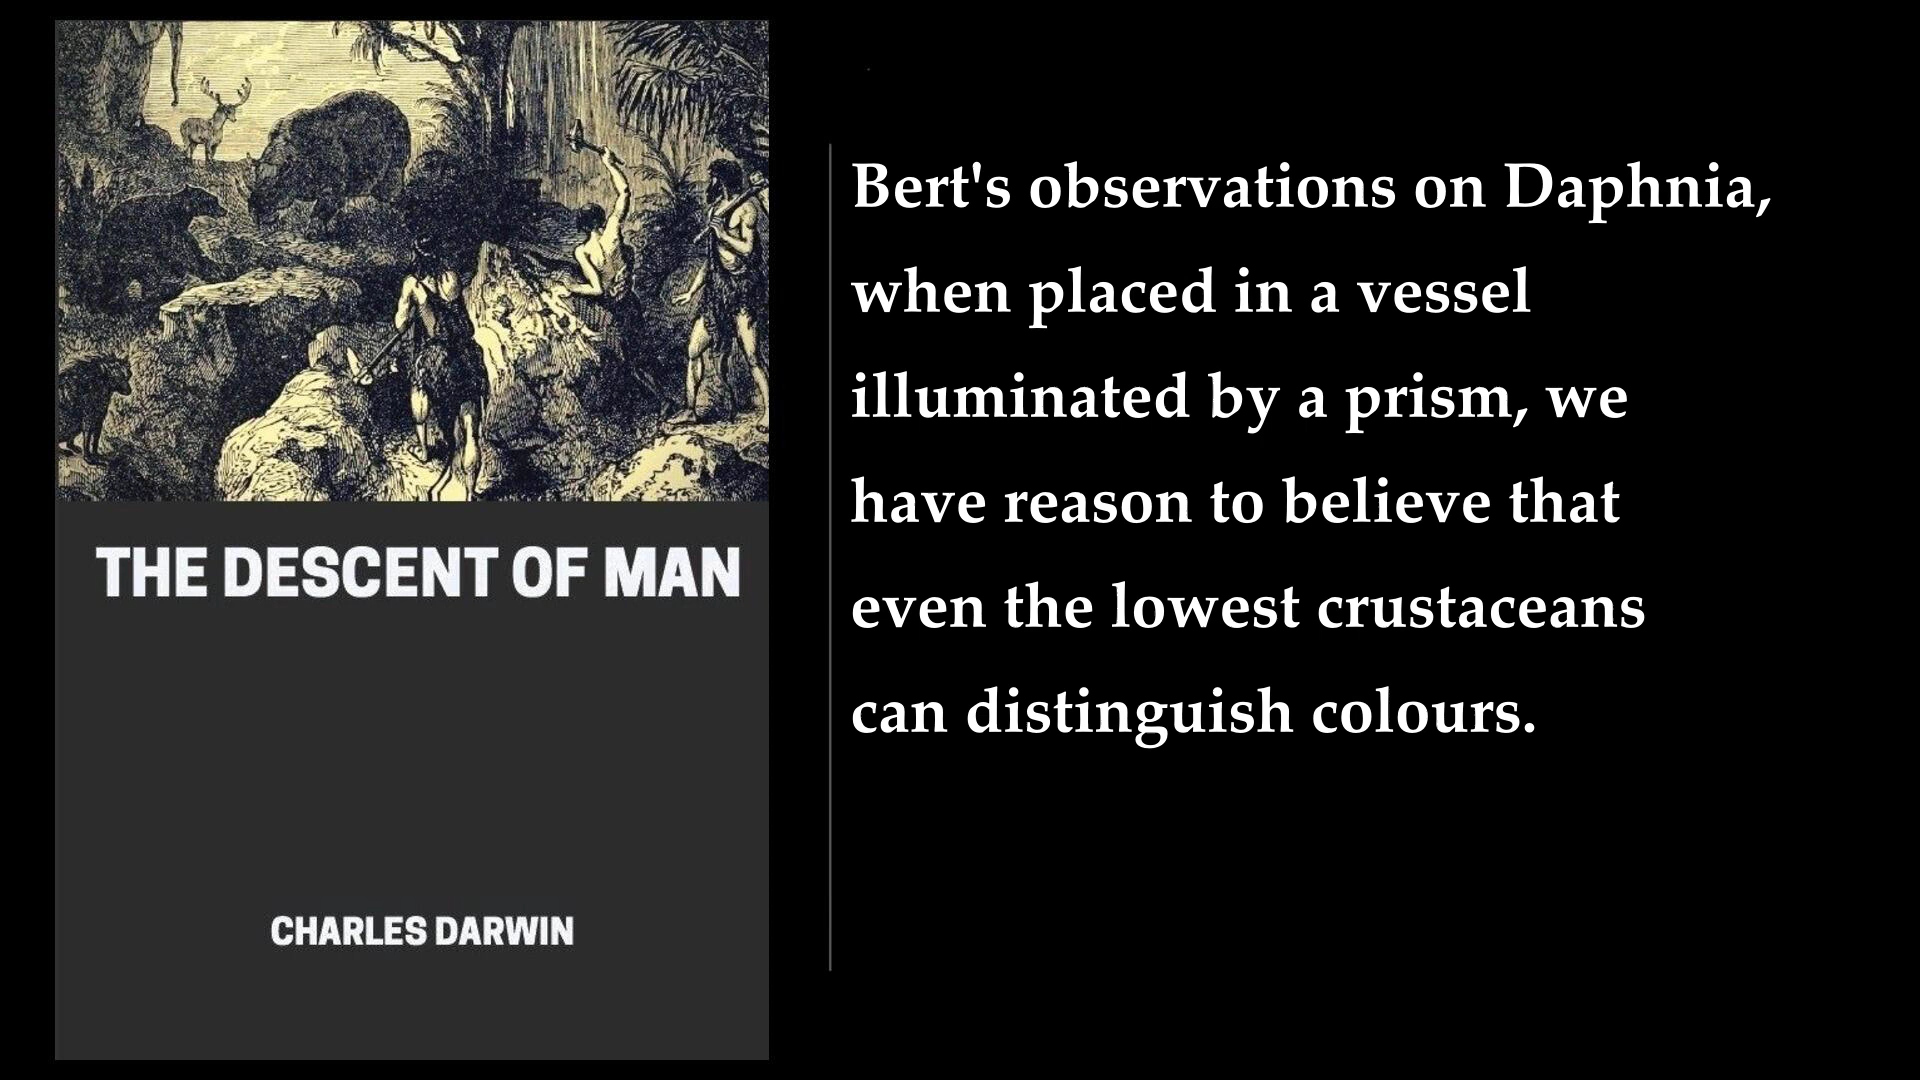 THE DESCENT OF MAN
CHARLES DARWIN
Bert's observations on Daphnia,
when placed in a vessel
illuminated by a prism, we
have reason to believe that
even the lowest crustaceans
can distinguish colours.